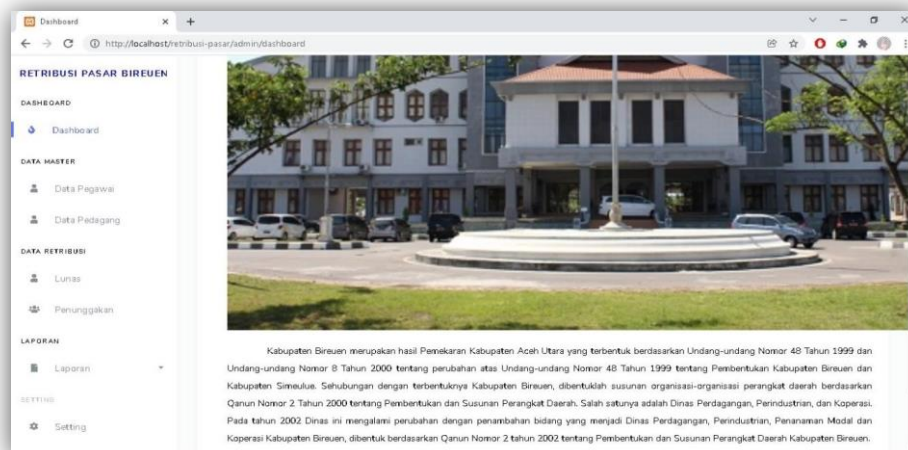 Dashboard
http://localhost/retribusi-pasar/admin/dashboard
RETRIBUSI PASAR BIREUEN
DASHBOARD
Dashboard
DATA MASTER
Data Pegawai
Data Pedagang
DATA RETRIBUSI
Lunas
Penunggakan
LAPORAN
Laporan
SETTING
Setting
Kabupaten Bireuen merupakan hasil Pemekaran Kabupaten Aceh Utara yang terbentuk berdasarkan Undang-undang Nomor 48 Tahun 1999 dan
Undang-undang Nomor 8 Tahun 2000 tentang perubahan atas Undang-undang Nomor 48 Tahun 1999 tentang Pembentukan Kabupaten Bireuen dan
Kabupaten Simeulue. Sehubungan dengan terbentuknya Kabupaten Bireuen, dibentuklah susunan organisasi-organisasi perangkat daerah berdasarkan
Qanun Nomor 2 Tahun 2000 tentang Pembentukan dan Susunan Perangkat Daerah. Salah satunya adalah Dinas Perdagangan, Perindustrian, dan Koperasi.
Pada tahun 2002 Dinas ini mengalami perubahan dengan penambahan bidang yang menjadi Dinas Perdagangan, Perindustrian, Penanaman Modal dan
Koperasi Kabupaten Bireuen, dibentuk berdasarkan Qanun Nomor 2 tahun 2002 tentang Pembentukan dan Susunan Perangkat Daerah Kabupaten Bireuen.